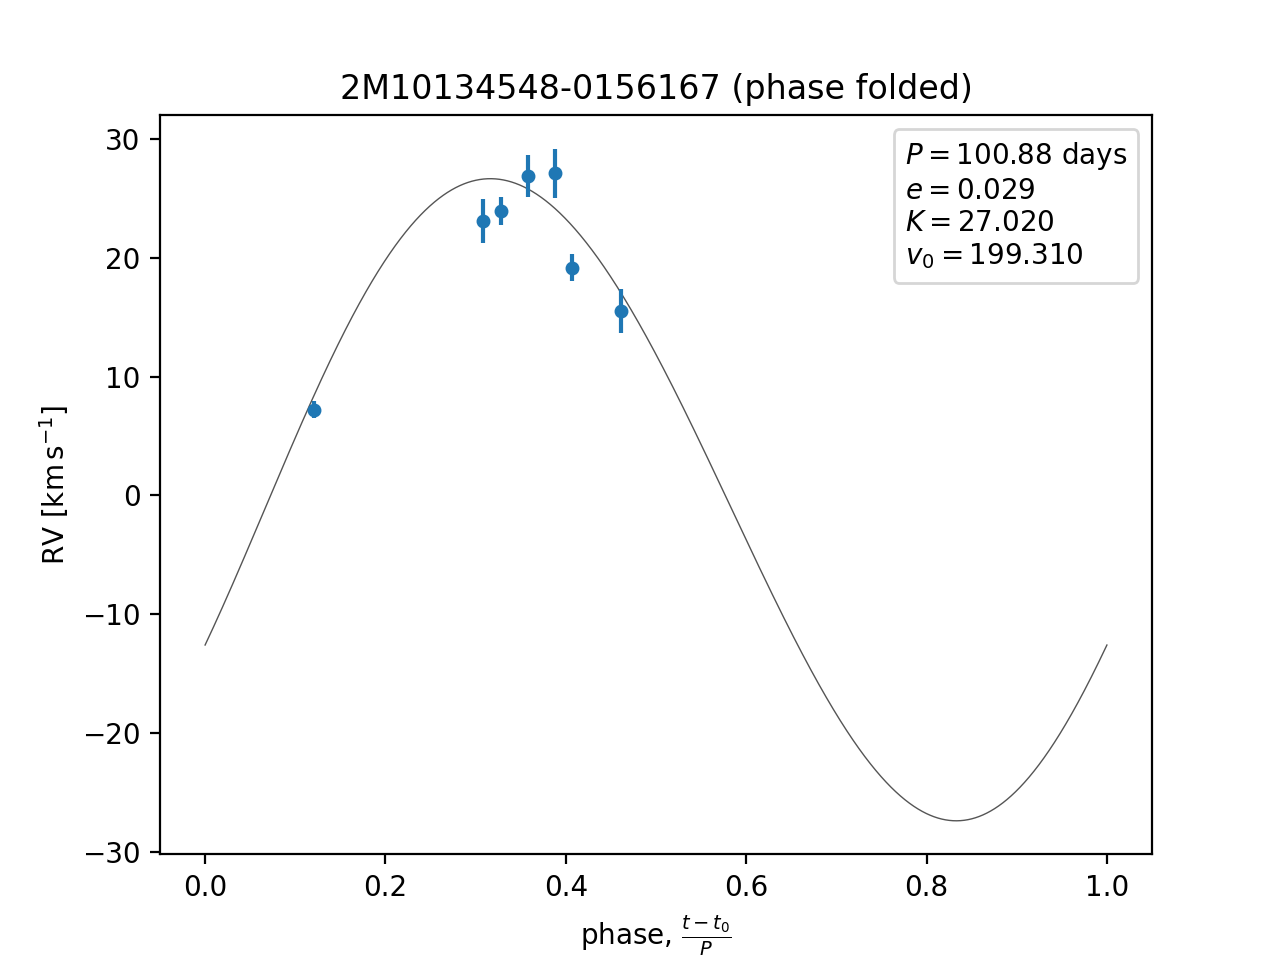 2M10134548-0156167 (phase folded)
P = 100.88 days
e = 0.029
K = 27.020
v₀ = 199.310
RV [km s⁻¹]
30
20
10
0
−10
−20
−30
0.0 0.2 0.4 0.6 0.8 1.0
phase, (t − t₀)/P